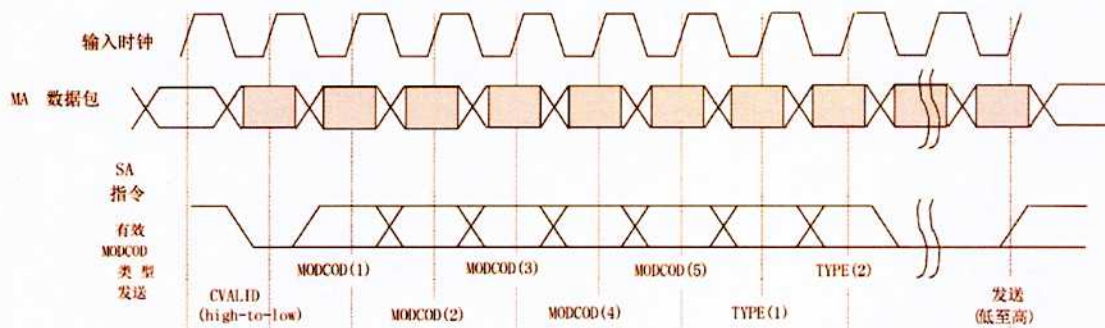 输入时钟
MA 数据包
SA
指令
有效
MODCOD
类 型
发送
MODCOD(1)
MODCOD(3)
MODCOD(5)
TYPE(2)
CVALID
(high-to-low)
MODCOD(2)
MODCOD(4)
TYPE(1)
发送
(低至高)